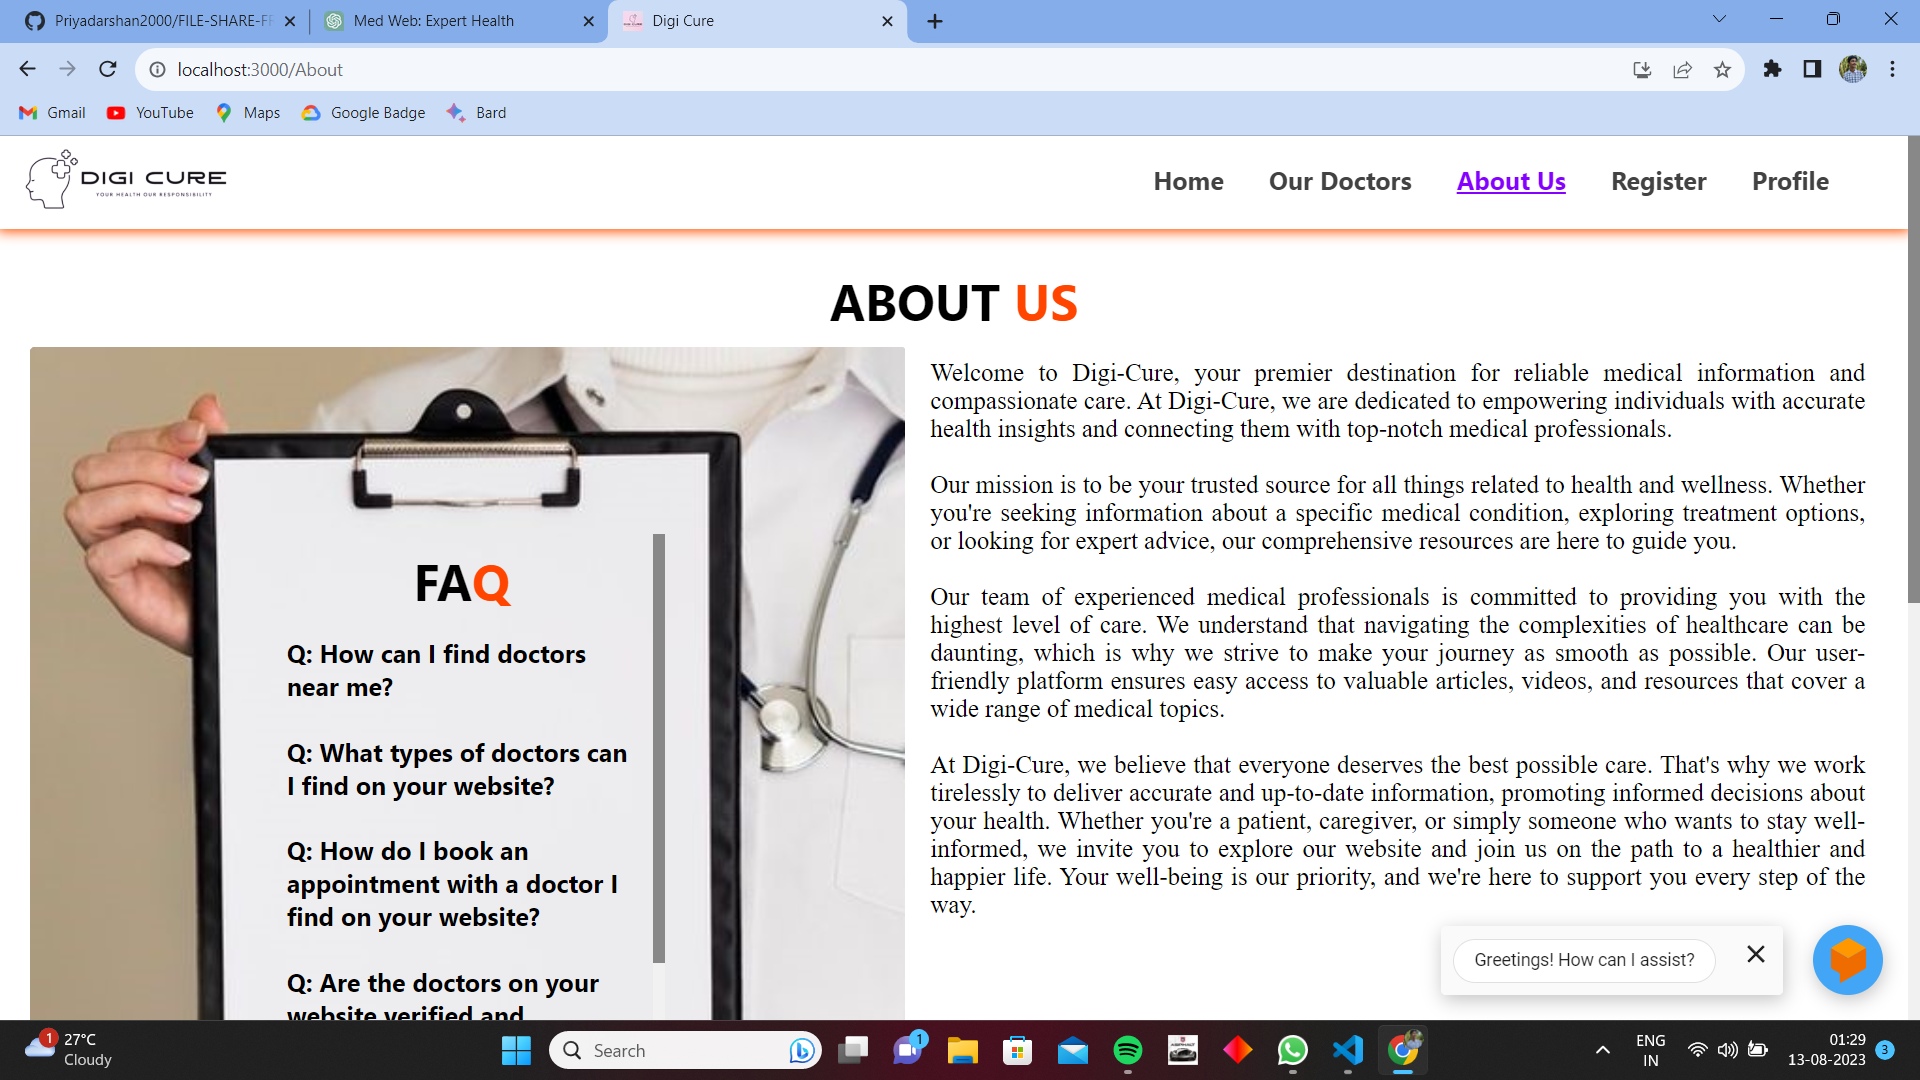 Priyadarshan2000/FILE-SHARE-FR
Med Web: Expert Health
Digi Cure
localhost:3000/About
Gmail
YouTube
Maps
Google Badge
Bard
DIGI CURE
YOUR HEALTH OUR RESPONSIBILITY
Home
Our Doctors
About Us
Register
Profile
ABOUT US
FAQ
Q: How can I find doctors
near me?
Q: What types of doctors can
I find on your website?
Q: How do I book an
appointment with a doctor I
find on your website?
Q: Are the doctors on your
website verified and
Welcome to Digi-Cure, your premier destination for reliable medical information and
compassionate care. At Digi-Cure, we are dedicated to empowering individuals with accurate
health insights and connecting them with top-notch medical professionals.
Our mission is to be your trusted source for all things related to health and wellness. Whether
you're seeking information about a specific medical condition, exploring treatment options,
or looking for expert advice, our comprehensive resources are here to guide you.
Our team of experienced medical professionals is committed to providing you with the
highest level of care. We understand that navigating the complexities of healthcare can be
daunting, which is why we strive to make your journey as smooth as possible. Our user-
friendly platform ensures easy access to valuable articles, videos, and resources that cover a
wide range of medical topics.
At Digi-Cure, we believe that everyone deserves the best possible care. That's why we work
tirelessly to deliver accurate and up-to-date information, promoting informed decisions about
your health. Whether you're a patient, caregiver, or simply someone who wants to stay well-
informed, we invite you to explore our website and join us on the path to a healthier and
happier life. Your well-being is our priority, and we're here to support you every step of the
way.
Greetings! How can I assist?
1
27°C
Cloudy
Search
1
ENG
IN
01:29
13-08-2023
3